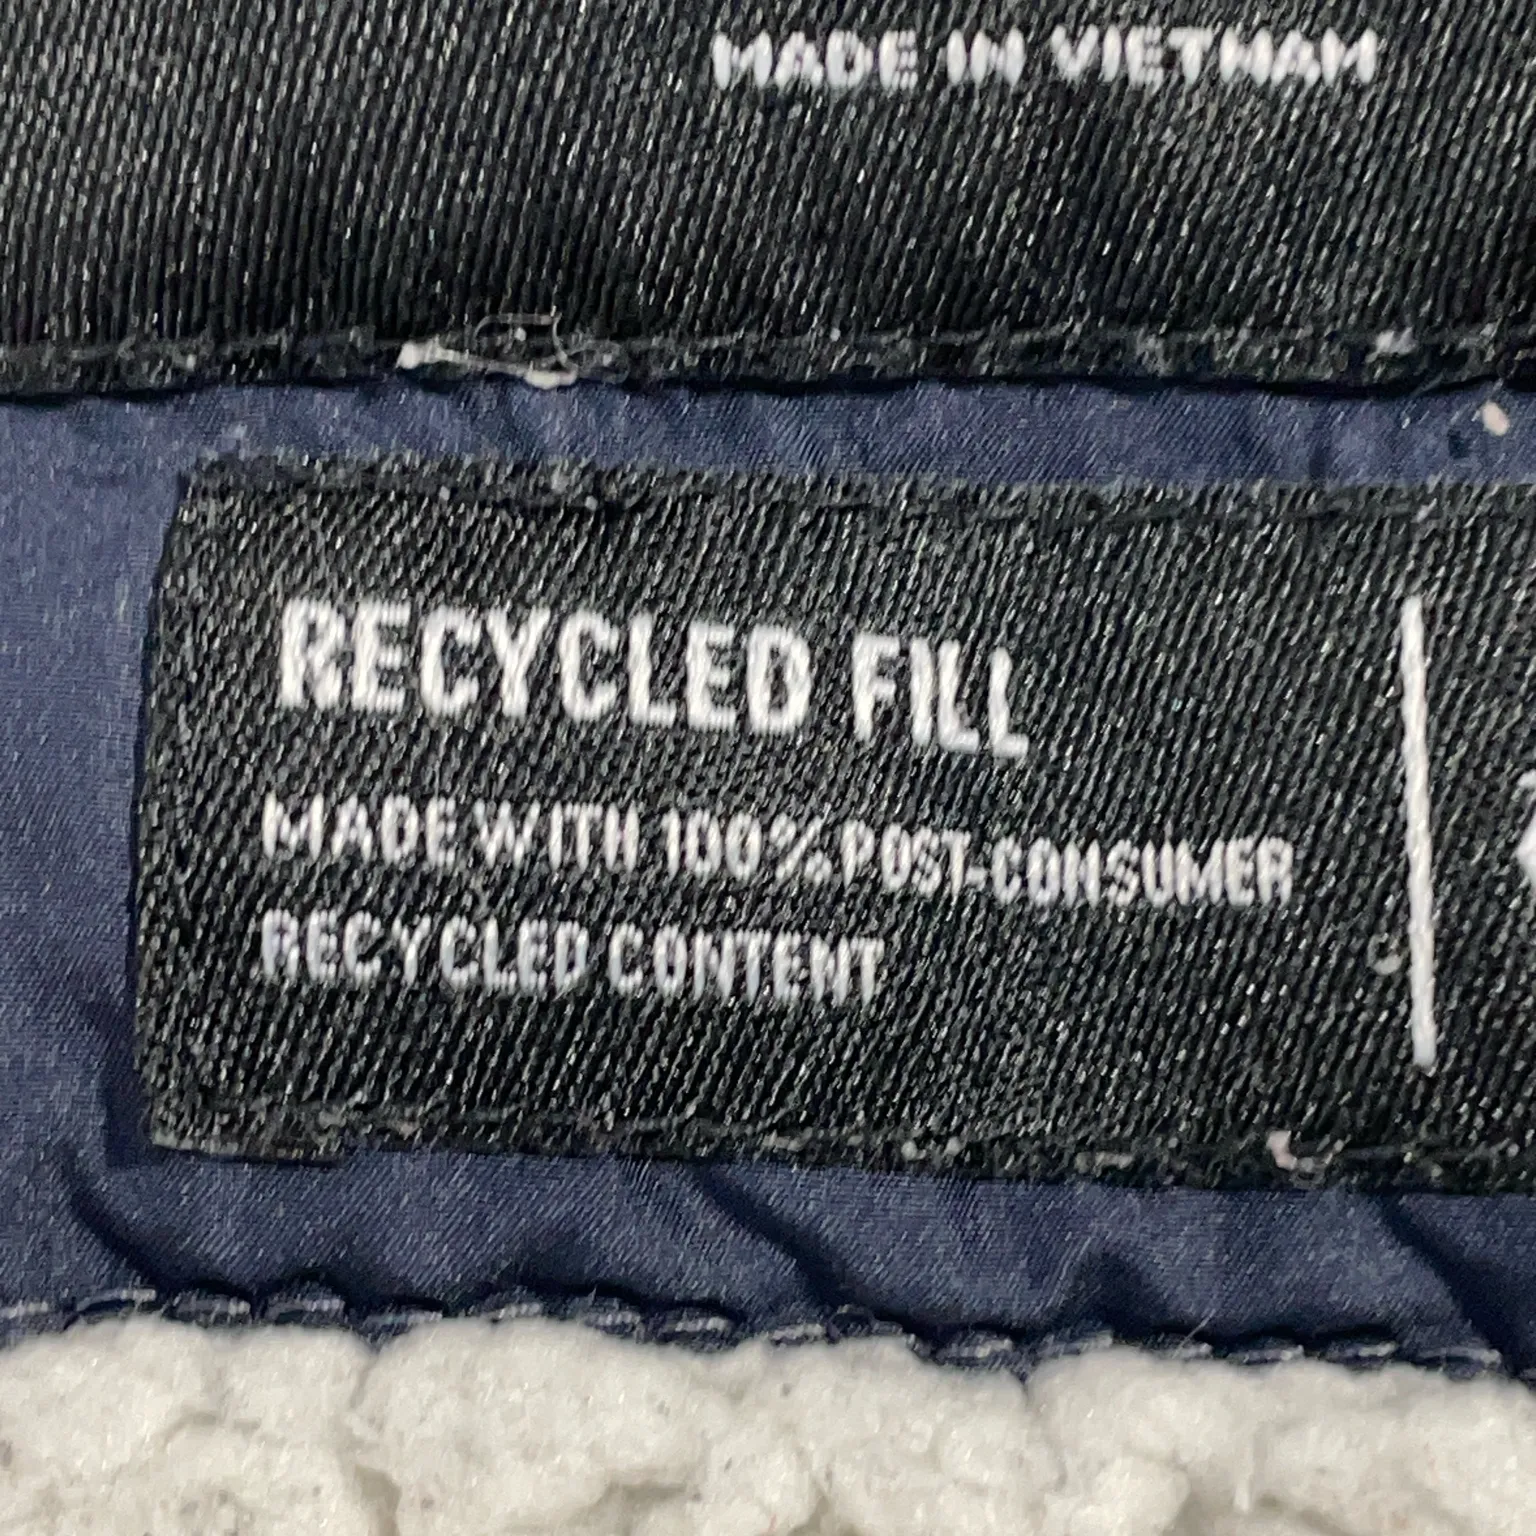 MADE IN VIETNAM
RECYCLED FILL
MADE WITH 100% POST-CONSUMER
RECYCLED CONTENT